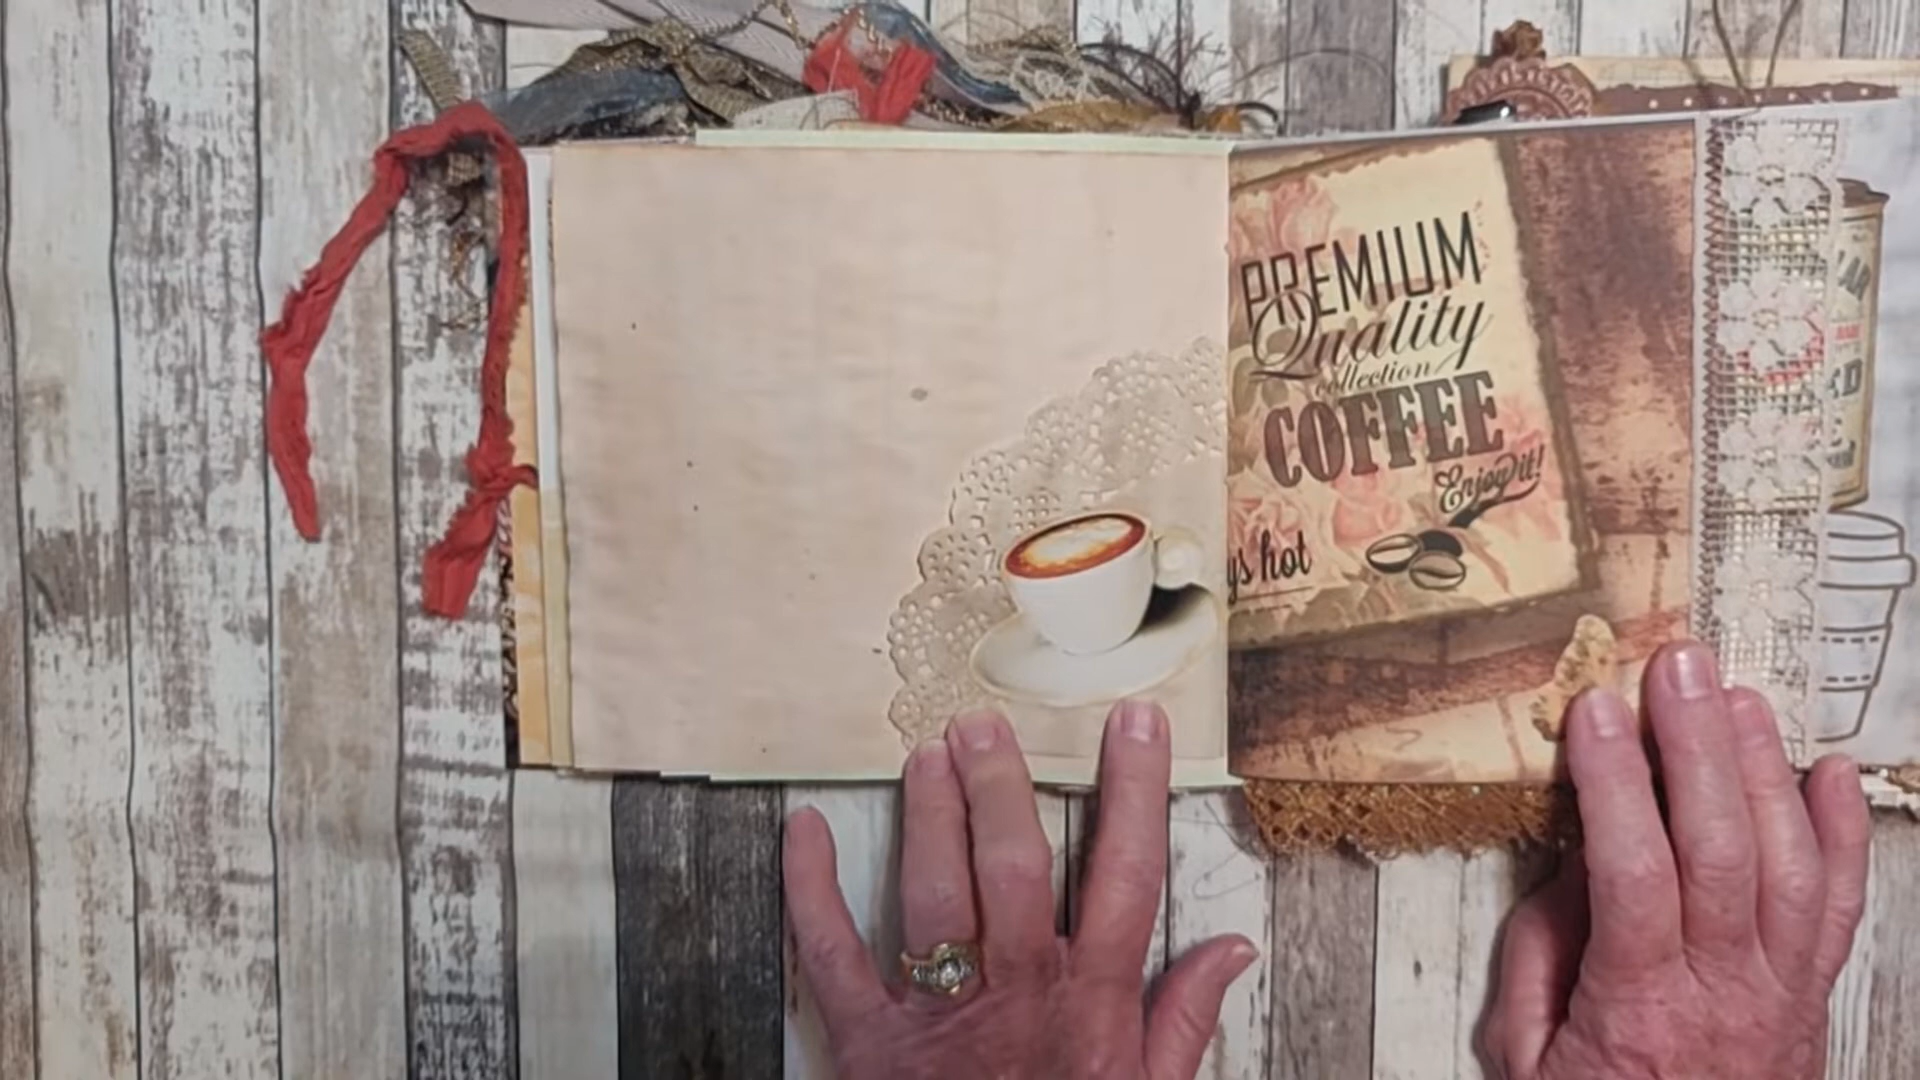 PREMIUM
Quality
collection
COFFEE
Enjoy it!
ys hot